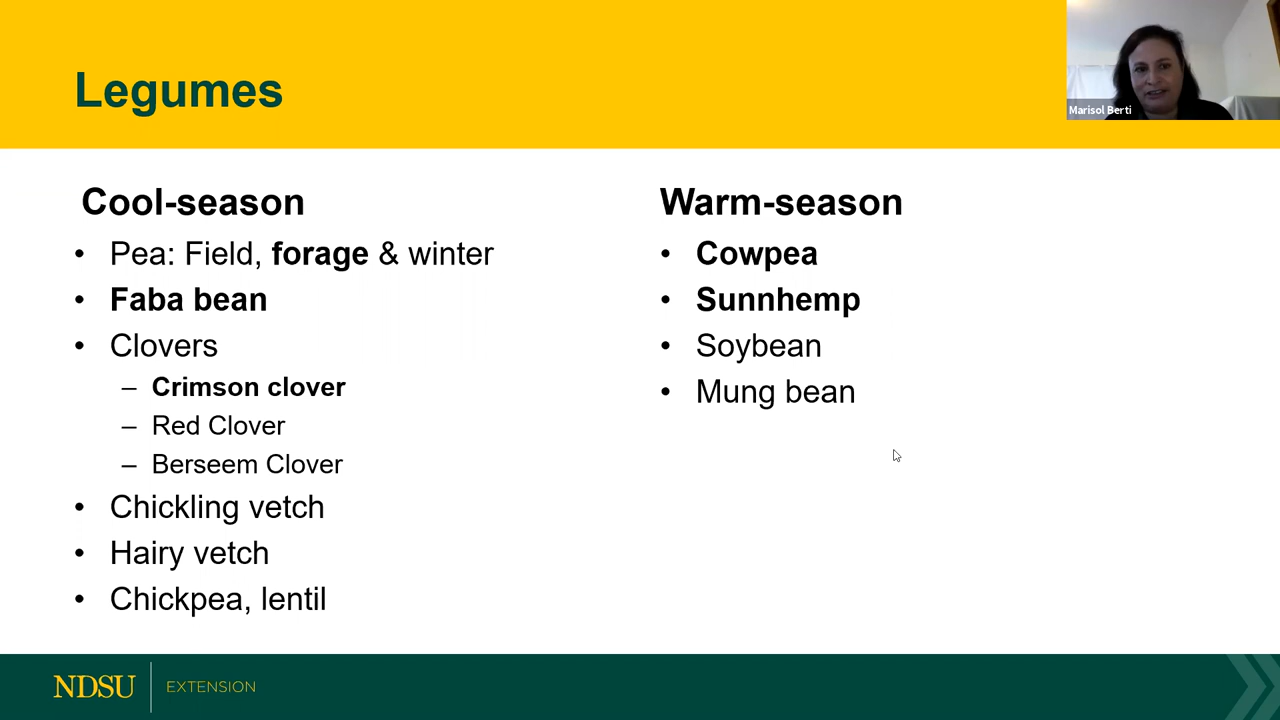 Legumes
Marisol Berti
Cool-season
• Pea: Field, forage & winter
• Faba bean
• Clovers
– Crimson clover
– Red Clover
– Berseem Clover
• Chickling vetch
• Hairy vetch
• Chickpea, lentil
Warm-season
• Cowpea
• Sunnhemp
• Soybean
• Mung bean
NDSU EXTENSION